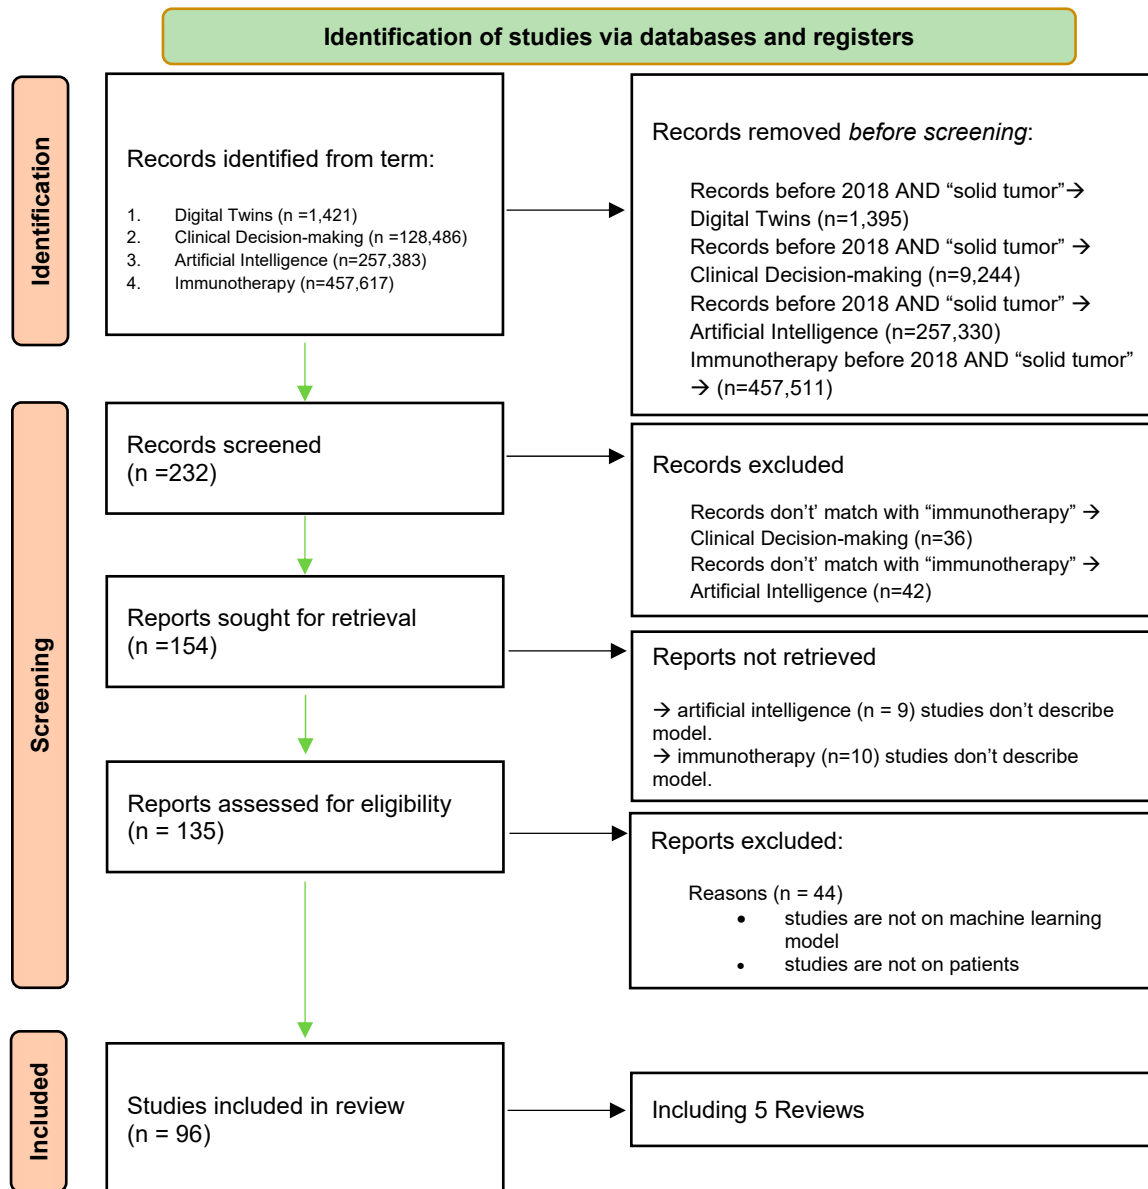 Identification of studies via databases and registers
Identification
Records identified from term:
1. Digital Twins (n =1,421)
2. Clinical Decision-making (n =128,486)
3. Artificial Intelligence (n=257,383)
4. Immunotherapy (n=457,617)
Records removed before screening:
Records before 2018 AND “solid tumor”→
Digital Twins (n=1,395)
Records before 2018 AND “solid tumor” →
Clinical Decision-making (n=9,244)
Records before 2018 AND “solid tumor” →
Artificial Intelligence (n=257,330)
Immunotherapy before 2018 AND “solid tumor”
→ (n=457,511)
Screening
Records screened
(n =232)
Records excluded
Records don’t’ match with “immunotherapy” →
Clinical Decision-making (n=36)
Records don’t’ match with “immunotherapy” →
Artificial Intelligence (n=42)
Reports sought for retrieval
(n =154)
Reports not retrieved
→ artificial intelligence (n = 9) studies don’t describe
model.
→ immunotherapy (n=10) studies don’t describe
model.
Reports assessed for eligibility
(n = 135)
Reports excluded:
Reasons (n = 44)
• studies are not on machine learning
model
• studies are not on patients
Included
Studies included in review
(n = 96)
Including 5 Reviews